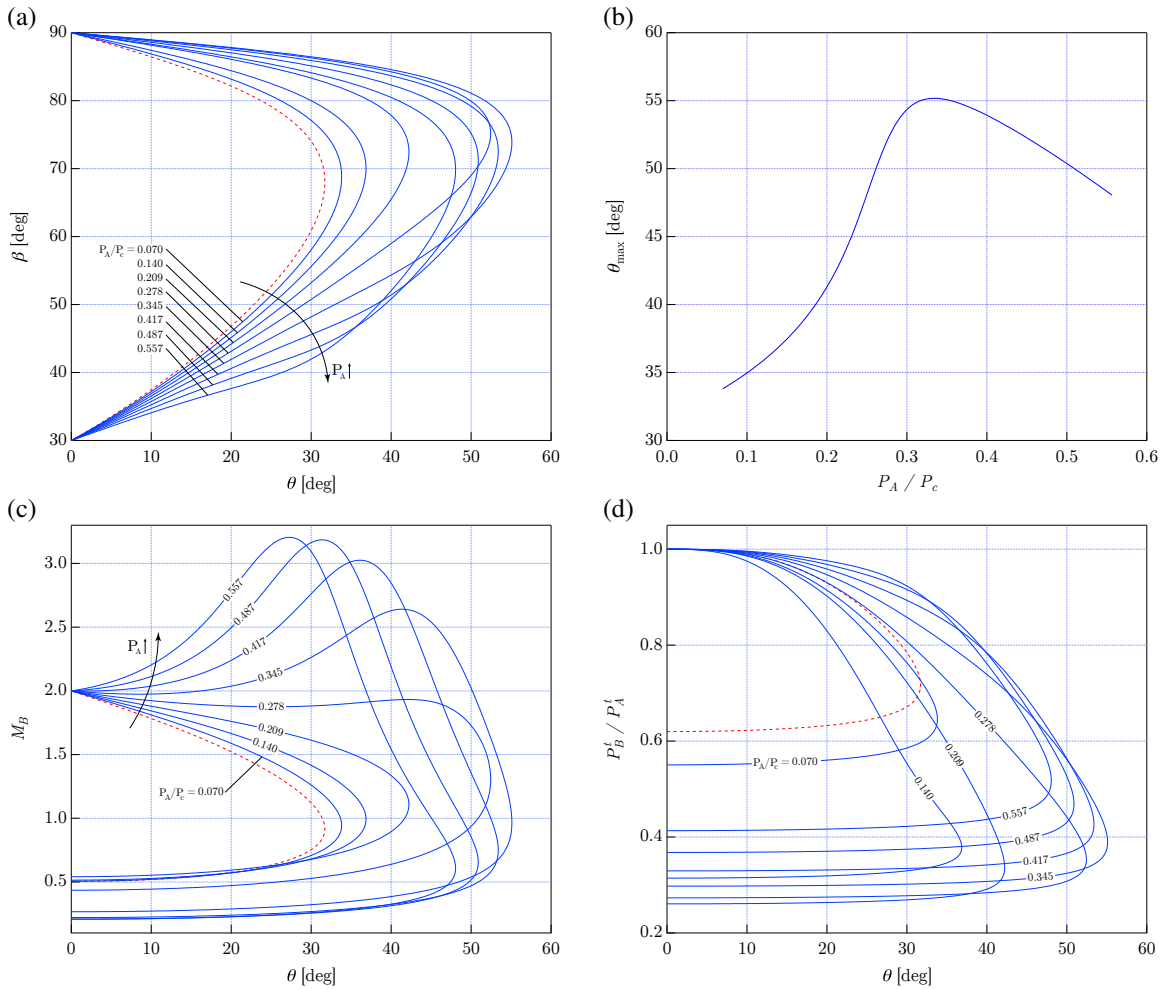 (a)
90
80
70
60
50
40
30
β [deg]
P_A/P_c = 0.070
0.140
0.209
0.278
0.345
0.417
0.487
0.557
P_A↑
0 10 20 30 40 50 60
θ [deg]
(b)
60
55
50
45
40
35
30
θ_max [deg]
0.0 0.1 0.2 0.3 0.4 0.5 0.6
P_A / P_c
(c)
3.0
2.5
2.0
1.5
1.0
0.5
M_B
P_A↑
0.557
0.487
0.417
0.345
0.278
0.209
0.140
P_A/P_c = 0.070
0 10 20 30 40 50 60
θ [deg]
(d)
1.0
0.8
0.6
0.4
0.2
P_B^t / P_A^t
0.278
0.209
P_A/P_c = 0.070
0.140
0.557
0.487
0.417
0.345
0 10 20 30 40 50 60
θ [deg]